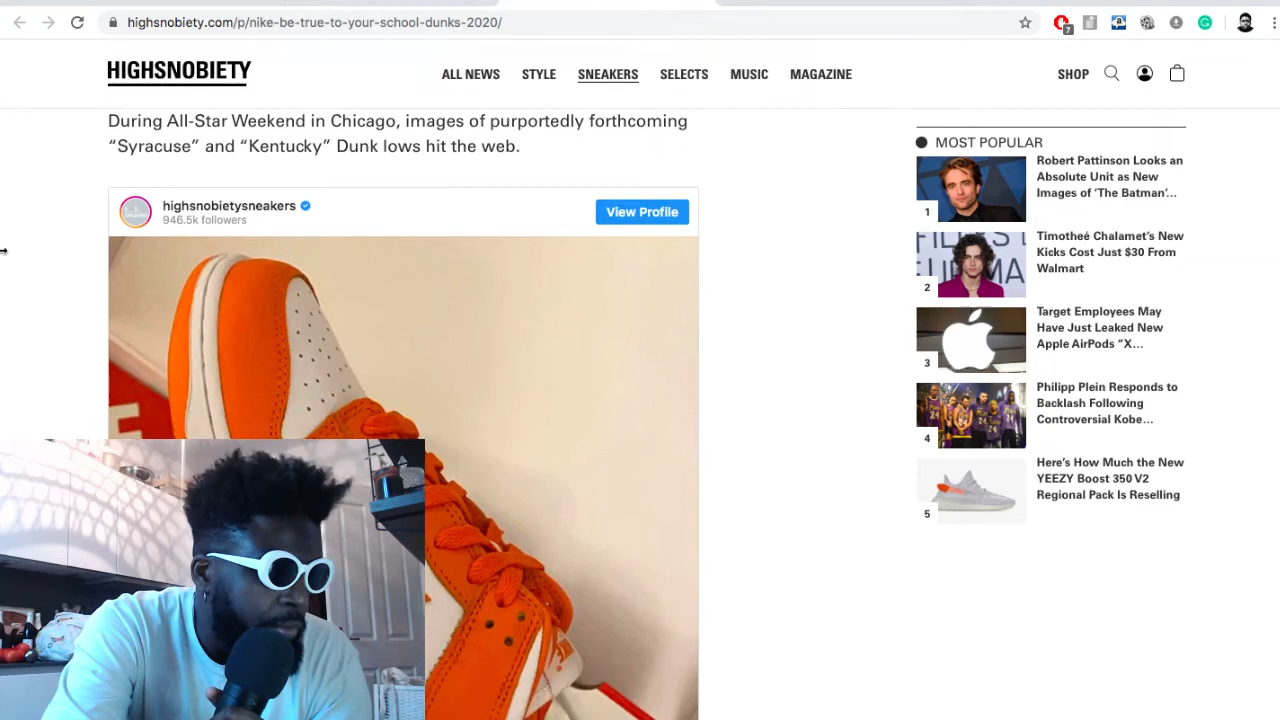 highsnobiety.com/p/nike-be-true-to-your-school-dunks-2020/
7
HIGHSNOBIETY
ALL NEWS STYLE SNEAKERS SELECTS MUSIC MAGAZINE
SHOP
During All-Star Weekend in Chicago, images of purportedly forthcoming
“Syracuse” and “Kentucky” Dunk lows hit the web.
highsnobietysneakers
946.5k followers
View Profile
MOST POPULAR
Robert Pattinson Looks an
Absolute Unit as New
Images of ‘The Batman’…
1
Timotheé Chalamet’s New
Kicks Cost Just $30 From
Walmart
2
Target Employees May
Have Just Leaked New
Apple AirPods “X…
3
Philipp Plein Responds to
Backlash Following
Controversial Kobe…
4
Here’s How Much the New
YEEZY Boost 350 V2
Regional Pack Is Reselling
5